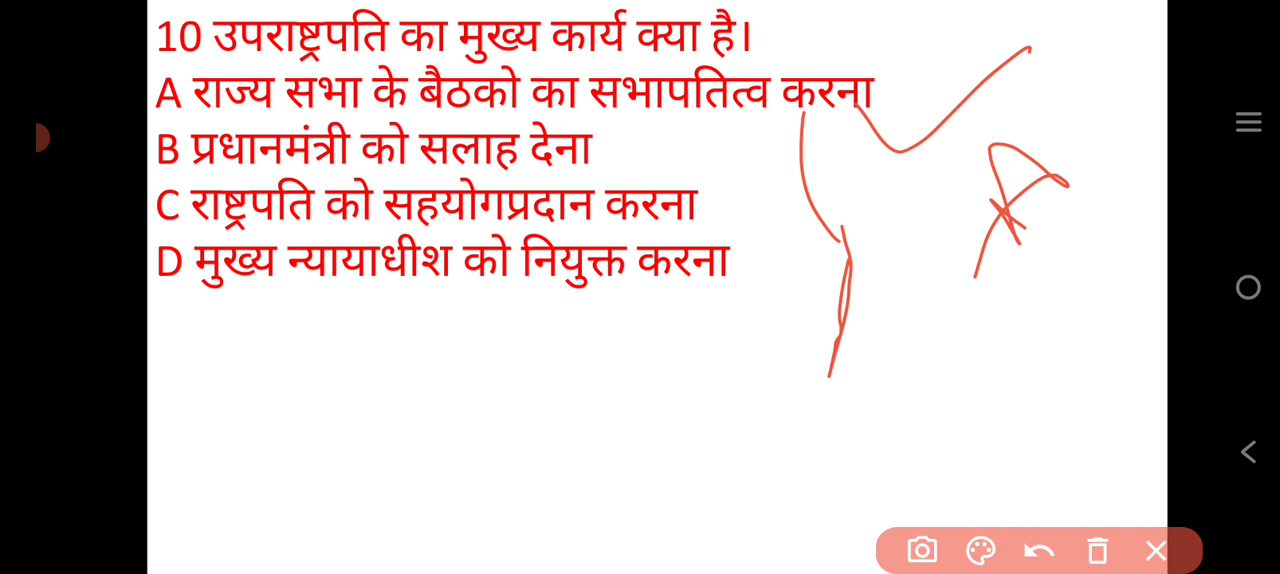 10 उपराष्ट्रपति का मुख्य कार्य क्या है।
A राज्य सभा के बैठको का सभापतित्व करना
B प्रधानमंत्री को सलाह देना
C राष्ट्रपति को सहयोगप्रदान करना
D मुख्य न्यायाधीश को नियुक्त करना